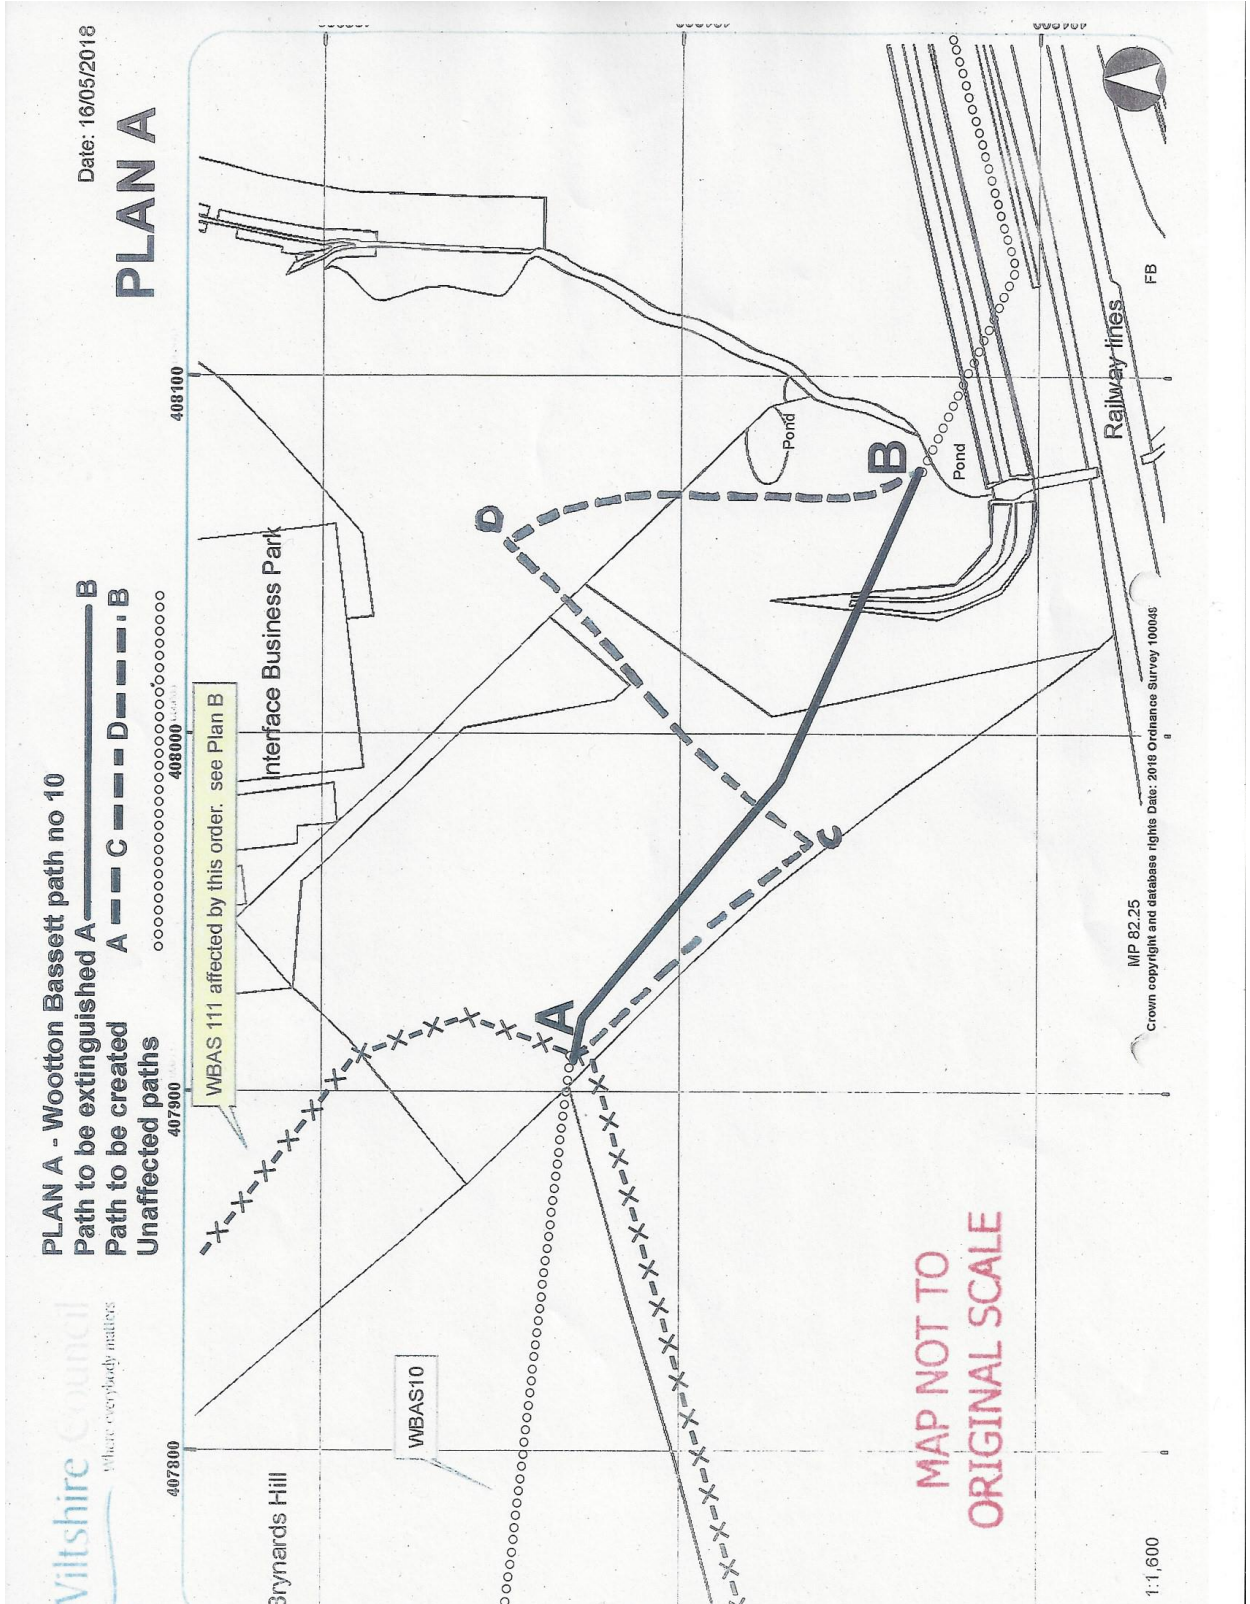 Wiltshire Council
Where everybody matters
PLAN A - Wootton Bassett path no 10
Path to be extinguished A B
Path to be created A C D B
Unaffected paths
Date: 16/05/2018
PLAN A
407800
407900
408000
408100
WBAS 111 affected by this order. see Plan B
Brynards Hill
Interface Business Park
WBAS10
A
D
C
B
Pond
Pond
Railway lines
FB
MAP NOT TO
ORIGINAL SCALE
MP 82.25
Crown copyright and database rights Date: 2018 Ordnance Survey 100049
1:1,600